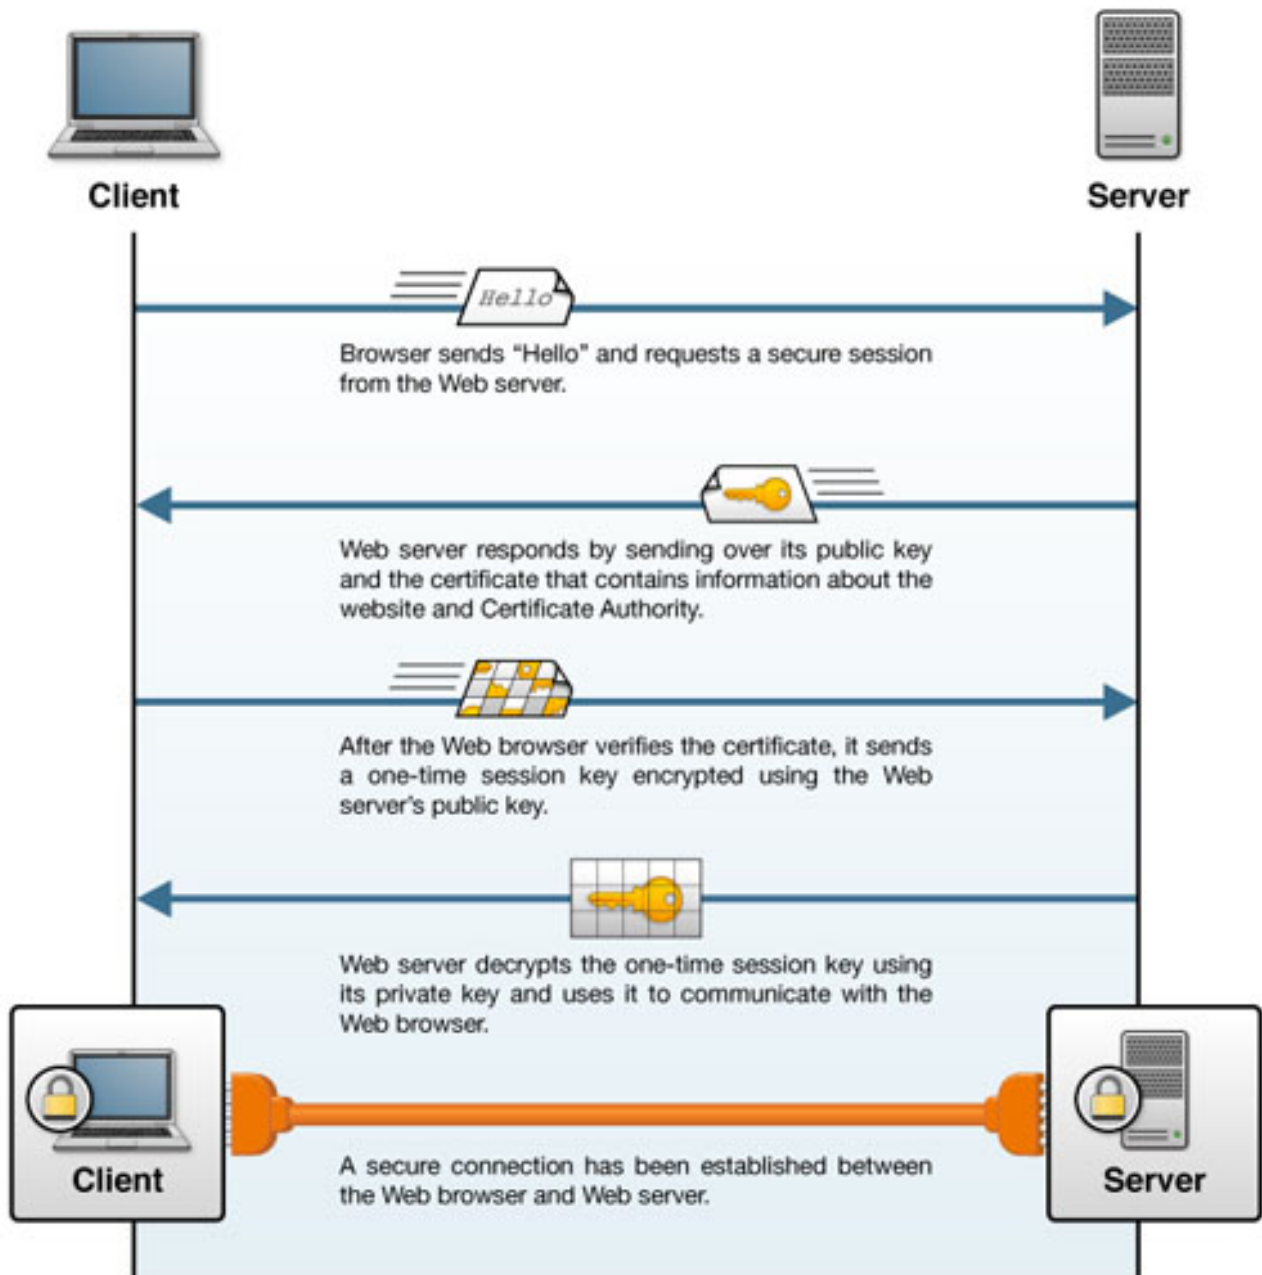 Client
Server
Hello
Browser sends “Hello” and requests a secure session
from the Web server.
Web server responds by sending over its public key
and the certificate that contains information about the
website and Certificate Authority.
After the Web browser verifies the certificate, it sends
a one-time session key encrypted using the Web
server’s public key.
Web server decrypts the one-time session key using
its private key and uses it to communicate with the
Web browser.
Client
Server
A secure connection has been established between
the Web browser and Web server.